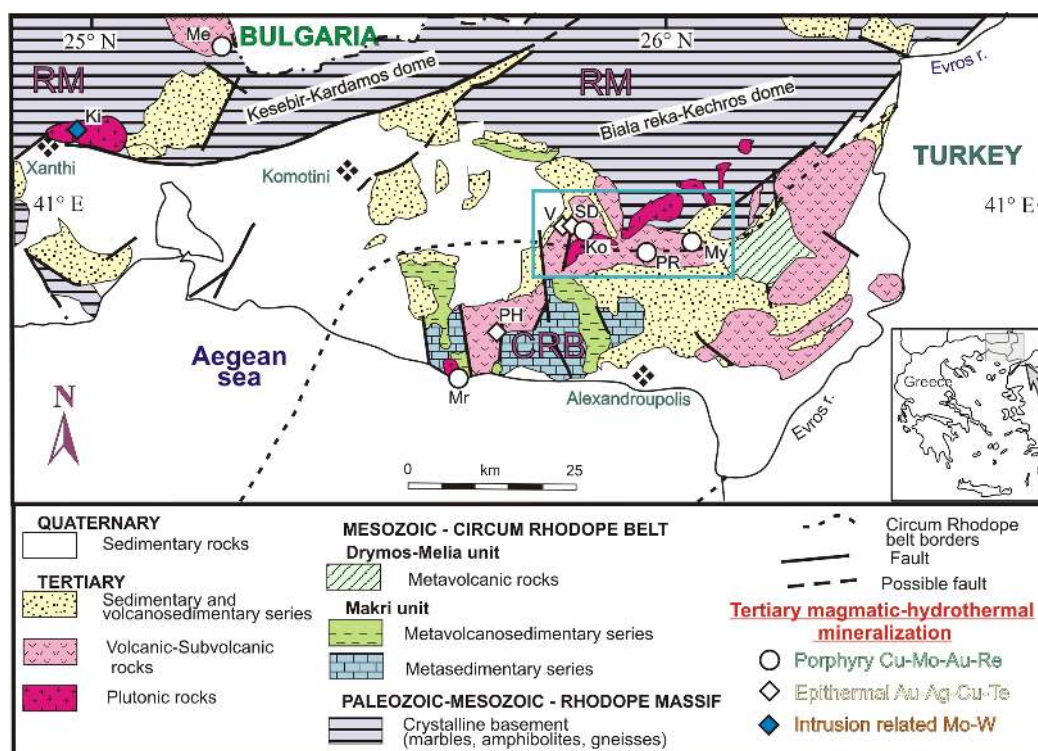 25° N
Me
BULGARIA
26° N
Evros r.
RM
Kesebir-Kardamos dome
RM
Biala reka-Kechros dome
Ki
Xanthi
Komotini
TURKEY
41° E
41° E
V
SD
Ko
PR
My
PH
CRB
Aegean
sea
Mr
Alexandroupolis
Evros r.
Greece
N
0
km
25
QUATERNARY
Sedimentary rocks
TERTIARY
Sedimentary and
volcanosedimentary series
Volcanic-Subvolcanic
rocks
Plutonic rocks
MESOZOIC - CIRCUM RHODOPE BELT
Drymos-Melia unit
Metavolcanic rocks
Makri unit
Metavolcanosedimentary series
Metasedimentary series
PALEOZOIC-MESOZOIC - RHODOPE MASSIF
Crystalline basement
(marbles, amphibolites, gneisses)
Circum Rhodope
belt borders
Fault
Possible fault
Tertiary magmatic-hydrothermal
mineralization
Porphyry Cu-Mo-Au-Re
Epithermal Au-Ag-Cu-Te
Intrusion related Mo-W